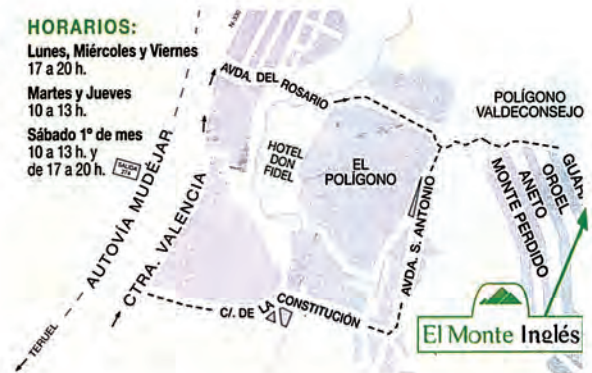 HORARIOS:
Lunes, Miércoles y Viernes
17 a 20 h.
Martes y Jueves
10 a 13 h.
Sábado 1º de mes
10 a 13 h. y
de 17 a 20 h.
SALIDA
N-330
AUTOVÍA MUDÉJAR
CTRA. VALENCIA
TERUEL
AVDA. DEL ROSARIO
HOTEL
DON
FIDEL
EL
POLÍGONO
AVDA. S. ANTONIO
C/. DE LA CONSTITUCIÓN
POLÍGONO
VALDECONSEJO
MONTE PERDIDO
ANETO
OROEL
GUAR
El Monte Inglés